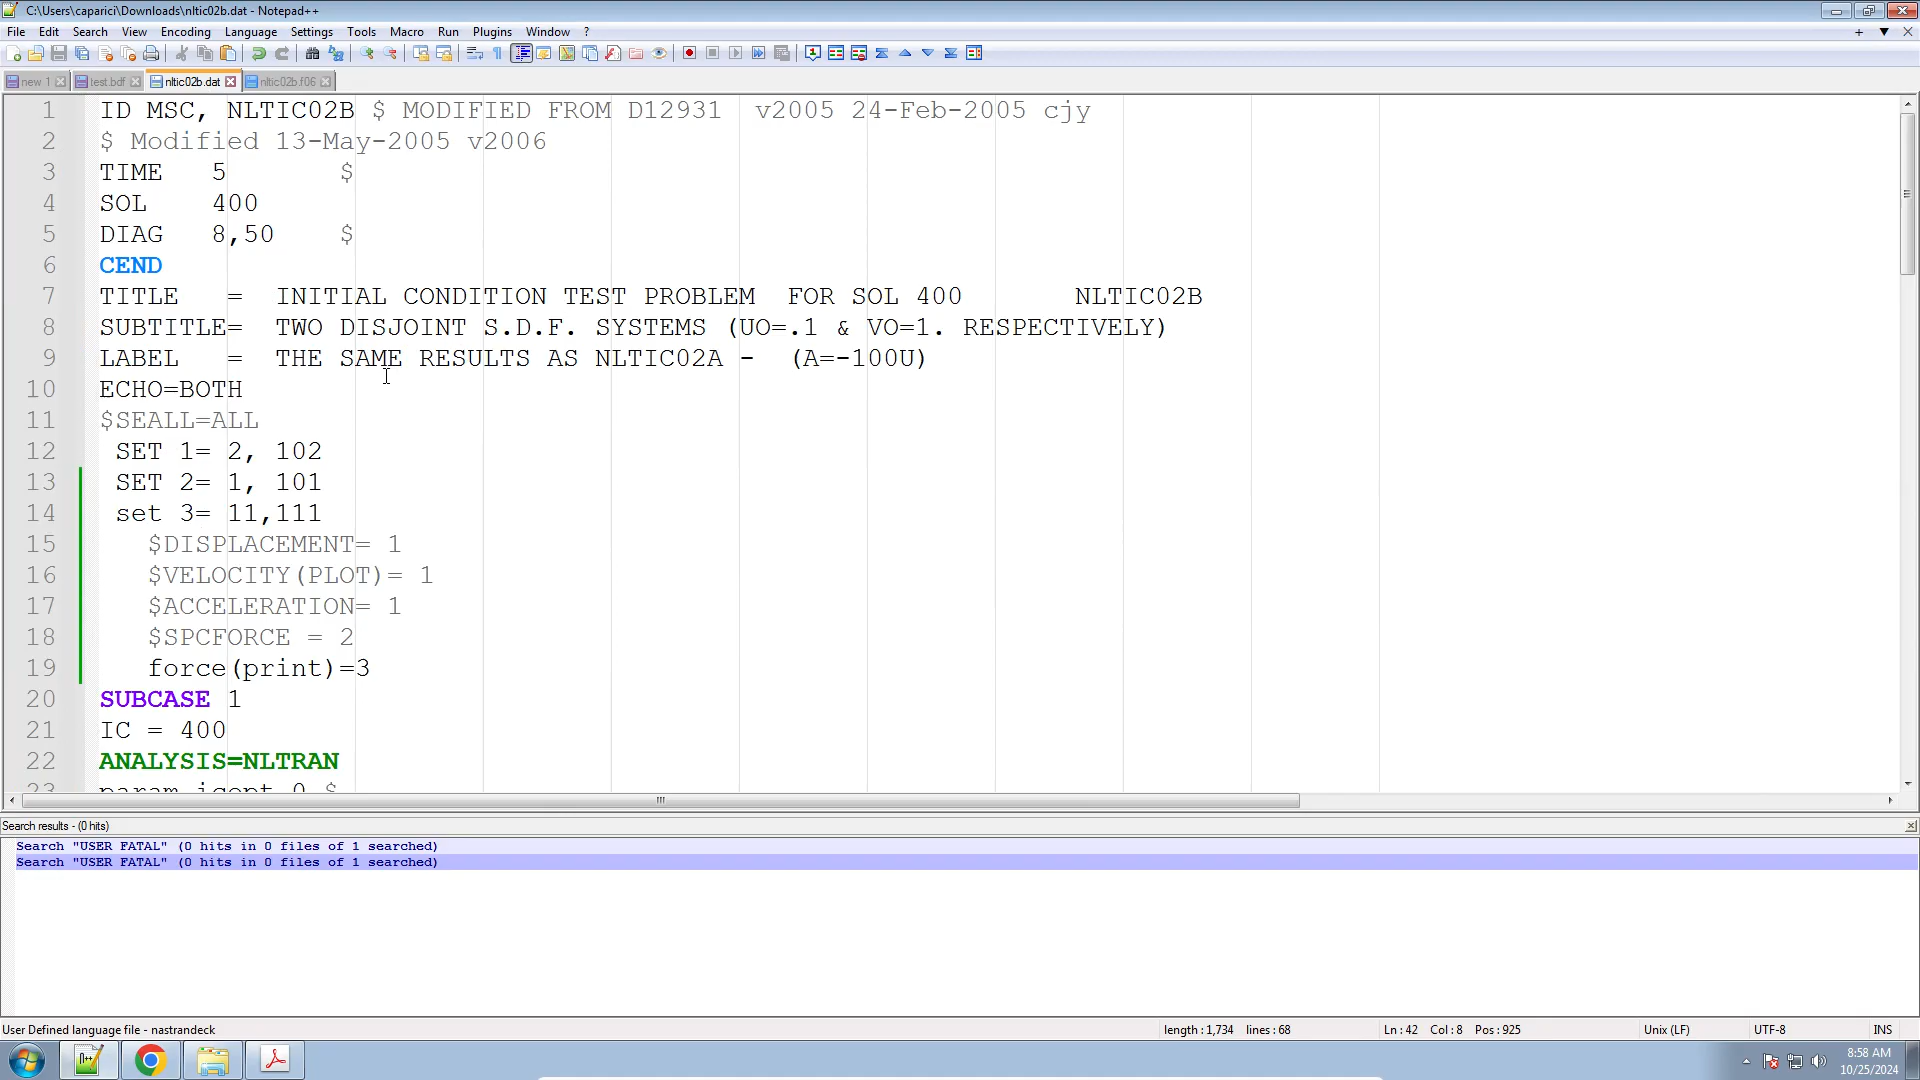 C:\Users\caparici\Downloads\nltic02b.dat - Notepad++
File Edit Search View Encoding Language Settings Tools Macro Run Plugins Window ?
new 1 test.bdf nltic02b.dat nltic02b.f06
1 ID MSC, NLTIC02B $ MODIFIED FROM D12931 v2005 24-Feb-2005 cjy
2 $ Modified 13-May-2005 v2006
3 TIME 5 $
4 SOL 400
5 DIAG 8,50 $
6 CEND
7 TITLE = INITIAL CONDITION TEST PROBLEM FOR SOL 400 NLTIC02B
8 SUBTITLE= TWO DISJOINT S.D.F. SYSTEMS (UO=.1 & VO=1. RESPECTIVELY)
9 LABEL = THE SAME RESULTS AS NLTIC02A - (A=-100U)
10 ECHO=BOTH
11 $SEALL=ALL
12 SET 1= 2, 102
13 SET 2= 1, 101
14 set 3= 11,111
15 $DISPLACEMENT= 1
16 $VELOCITY(PLOT)= 1
17 $ACCELERATION= 1
18 $SPCFORCE = 2
19 force(print)=3
20 SUBCASE 1
21 IC = 400
22 ANALYSIS=NLTRAN
23 param icopt 0 $
Search results - (0 hits)
Search "USER FATAL" (0 hits in 0 files of 1 searched)
Search "USER FATAL" (0 hits in 0 files of 1 searched)
User Defined language file - nastrandeck length : 1,734 lines : 68 Ln : 42 Col : 8 Pos : 925 Unix (LF) UTF-8 INS
8:58 AM
10/25/2024